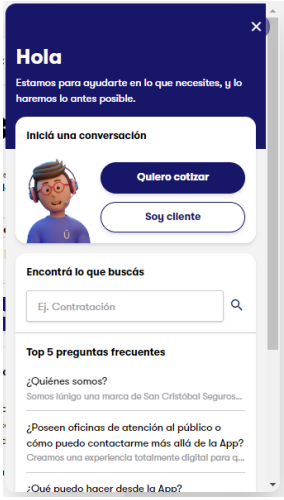 Hola
Estamos para ayudarte en lo que necesites, y lo
haremos lo antes posible.
Iniciá una conversación
Quiero cotizar
Soy cliente
Encontrá lo que buscás
Ej. Contratación
Top 5 preguntas frecuentes
¿Quiénes somos?
Somos Iúnigo una marca de San Cristóbal Seguros...
¿Poseen oficinas de atención al público o
cómo puedo contactarme más allá de la App?
Creamos una experiencia totalmente digital para q...
¿Qué puedo hacer desde la App?